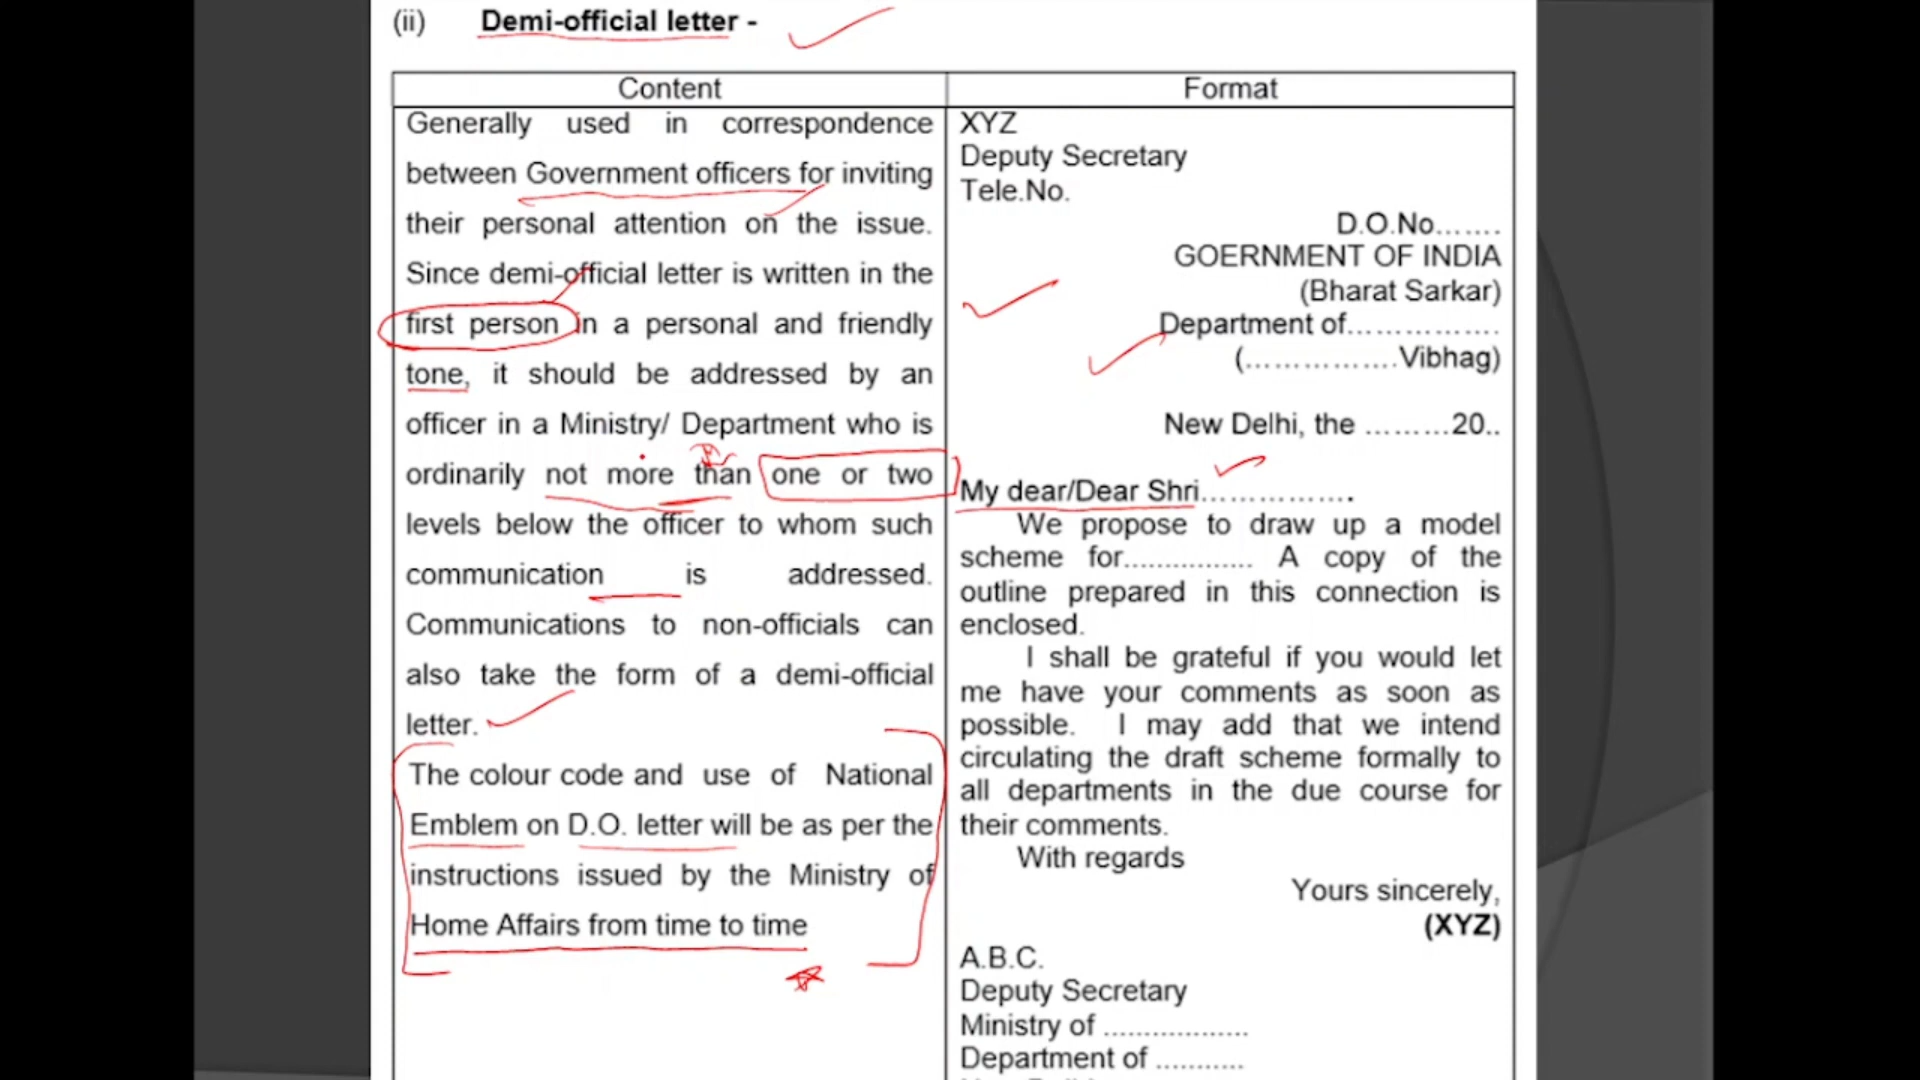 (ii) Demi-official letter -
Content
Generally used in correspondence
between Government officers for inviting
their personal attention on the issue.
Since demi-official letter is written in the
first person in a personal and friendly
tone, it should be addressed by an
officer in a Ministry/ Department who is
ordinarily not more than one or two
levels below the officer to whom such
communication is addressed.
Communications to non-officials can
also take the form of a demi-official
letter.
The colour code and use of National
Emblem on D.O. letter will be as per the
instructions issued by the Ministry of
Home Affairs from time to time
Format
XYZ
Deputy Secretary
Tele.No.
D.O.No.......
GOERNMENT OF INDIA
(Bharat Sarkar)
Department of................
(................Vibhag)
New Delhi, the .........20..
My dear/Dear Shri................
We propose to draw up a model
scheme for................ A copy of the
outline prepared in this connection is
enclosed.
I shall be grateful if you would let
me have your comments as soon as
possible. I may add that we intend
circulating the draft scheme formally to
all departments in the due course for
their comments.
With regards
Yours sincerely,
(XYZ)
A.B.C.
Deputy Secretary
Ministry of ..................
Department of ...........